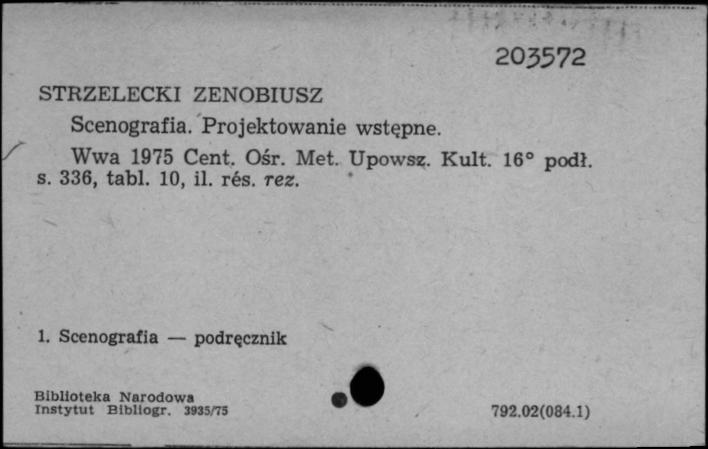 203572
STRZELECKI ZENOBIUSZ
Scenografia. Projektowanie wstępne.
Wwa 1975 Cent. Ośr. Met. Upowsz. Kult. 16° podł.
s. 336, tabl. 10, il. rés. rez.
1. Scenografia — podręcznik
Biblioteka Narodowa
Instytut Bibliogr. 3935/75
792.02(084.1)